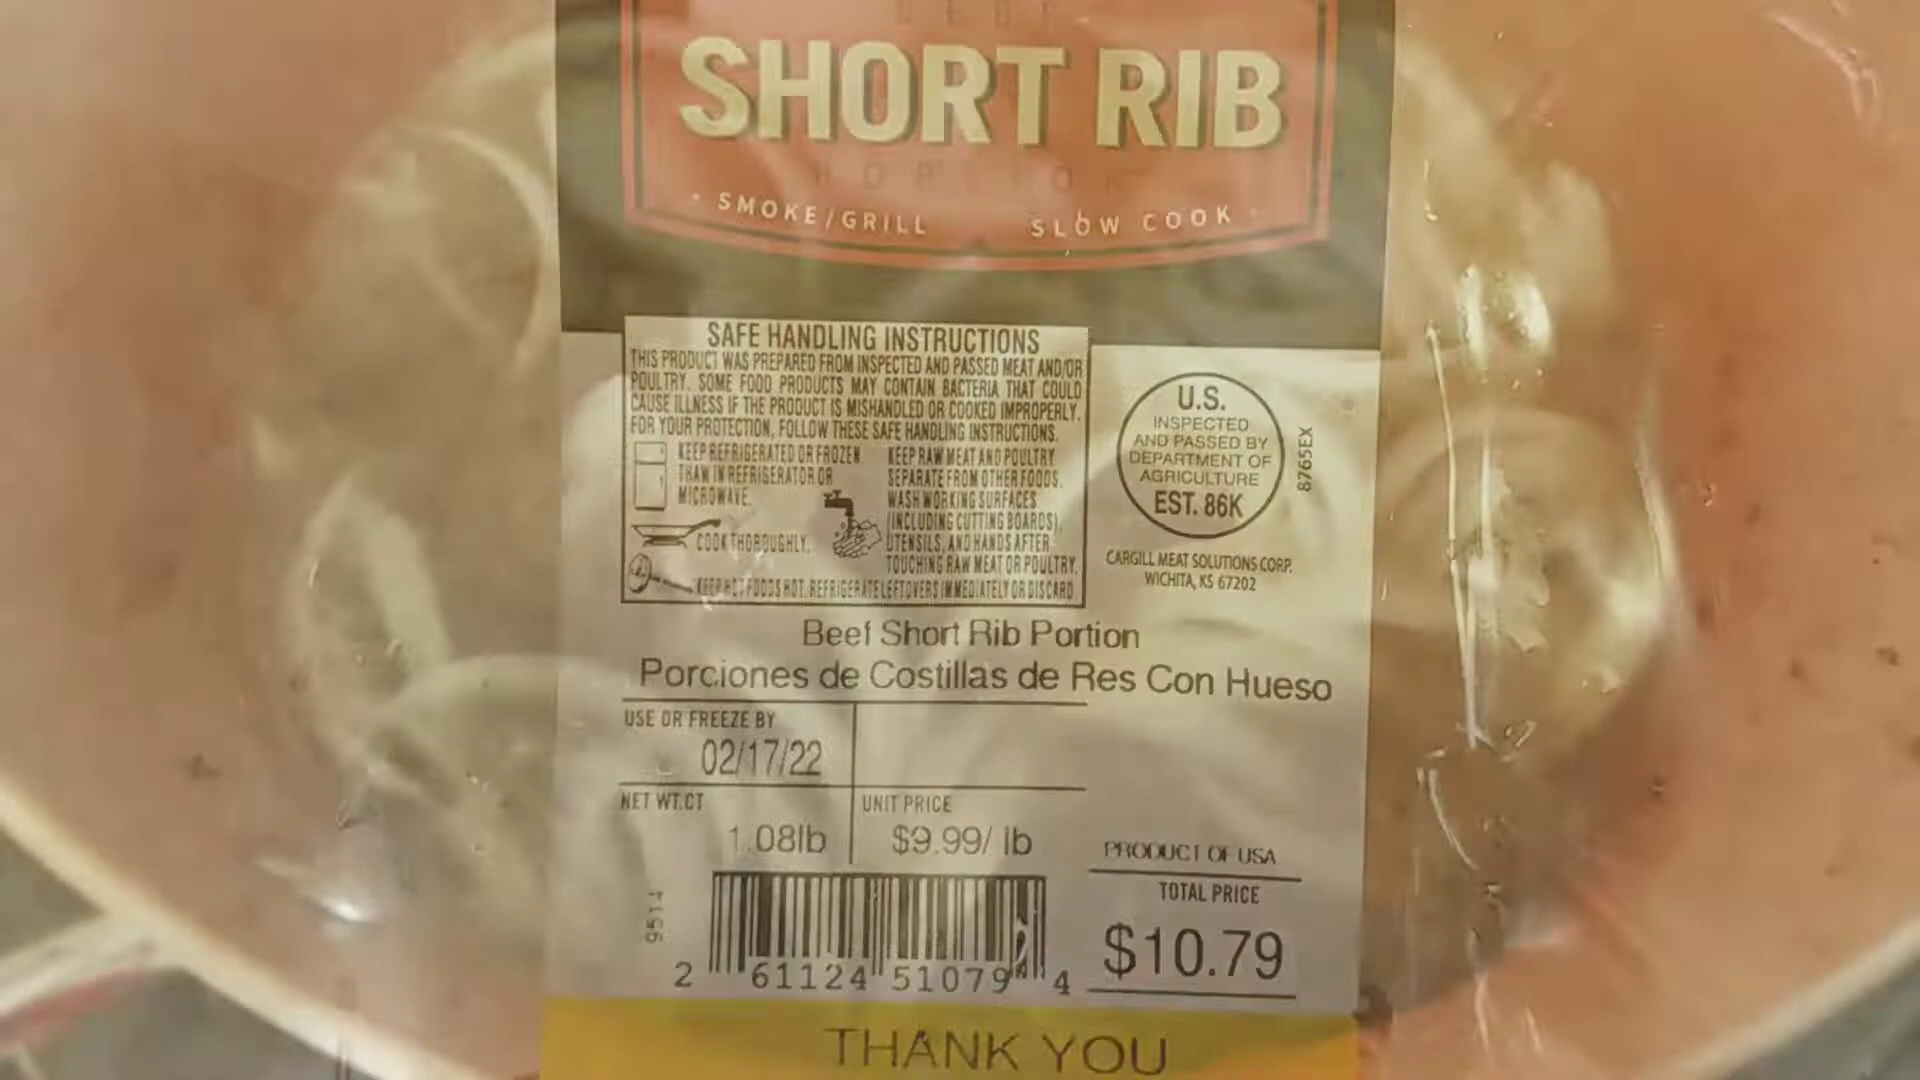 BEEF
SHORT RIB
PORTION
• SMOKE/GRILL SLOW COOK •
SAFE HANDLING INSTRUCTIONS
THIS PRODUCT WAS PREPARED FROM INSPECTED AND PASSED MEAT AND/OR
POULTRY. SOME FOOD PRODUCTS MAY CONTAIN BACTERIA THAT COULD
CAUSE ILLNESS IF THE PRODUCT IS MISHANDLED OR COOKED IMPROPERLY.
FOR YOUR PROTECTION, FOLLOW THESE SAFE HANDLING INSTRUCTIONS.
KEEP REFRIGERATED OR FROZEN.
THAW IN REFRIGERATOR OR
MICROWAVE.
COOK THOROUGHLY.
KEEP RAW MEAT AND POULTRY
SEPARATE FROM OTHER FOODS.
WASH WORKING SURFACES
(INCLUDING CUTTING BOARDS),
UTENSILS, AND HANDS AFTER
TOUCHING RAW MEAT OR POULTRY.
KEEP HOT FOODS HOT. REFRIGERATE LEFTOVERS IMMEDIATELY OR DISCARD.
U.S.
INSPECTED
AND PASSED BY
DEPARTMENT OF
AGRICULTURE
EST. 86K
8765EX
CARGILL MEAT SOLUTIONS CORP.
WICHITA, KS 67202
Beef Short Rib Portion
Porciones de Costillas de Res Con Hueso
USE OR FREEZE BY
02/17/22
NET WT.CT
1.08lb
UNIT PRICE
$9.99/ lb
PRODUCT OF USA
TOTAL PRICE
$10.79
9514
2 61124 51079 4
THANK YOU